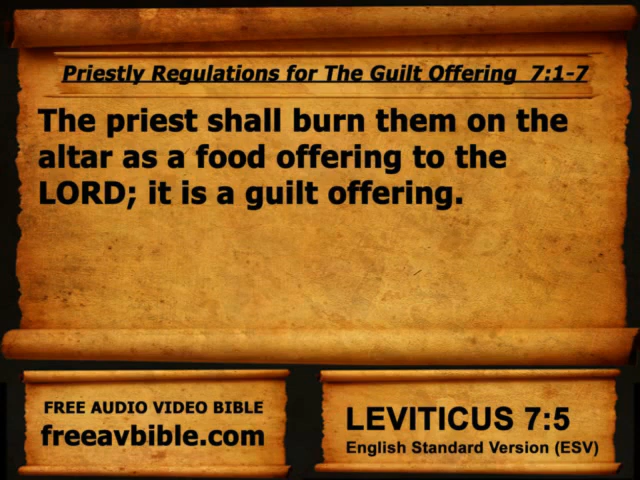 Priestly Regulations for The Guilt Offering 7:1-7
The priest shall burn them on the
altar as a food offering to the
LORD; it is a guilt offering.
FREE AUDIO VIDEO BIBLE
freeavbible.com
LEVITICUS 7:5
English Standard Version (ESV)